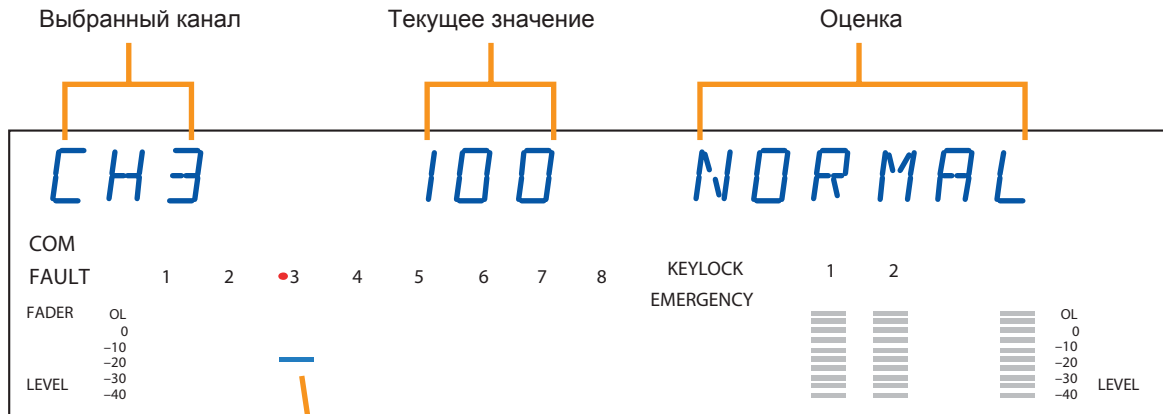 Выбранный канал Текущее значение Оценка
CH3 100 NORMAL
COM
FAULT 1 2 3 4 5 6 7 8 KEYLOCK 1 2
EMERGENCY
FADER OL OL
0 0
–10 –10
–20 –20
–30 –30
LEVEL –40 –40 LEVEL